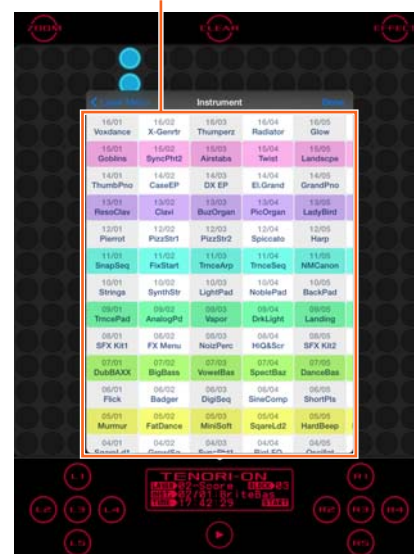 ZOOM CLEAR EFFECT
Instrument
16/01 16/02 16/03 16/04 16/05
Voxdance X-Genrtr Thumperz Radiator Glow
15/01 15/02 15/03 15/04 15/05
Goblins SyncPht2 Airstabs Twist Landscpe
14/01 14/02 14/03 14/04 14/05
ThumbPno CaseEP DX EP El.Grand GrandPno
13/01 13/02 13/03 13/04 13/05
ResoClav Clavi BuzOrgan PicOrgan LadyBird
12/01 12/02 12/03 12/04 12/05
Pierrot PizzStr1 PizzStr2 Spiccato Harp
11/01 11/02 11/03 11/04 11/05
SnapSeq FixStart TrnceArp TrnceSeq NMCanon
10/01 10/02 10/03 10/04 10/05
Strings SynthStr LightPad NoblePad BackPad
09/01 09/02 09/03 09/04 09/05
TrncePad AnalogPd Vapor DrkLight Landing
08/01 08/02 08/03 08/04 08/05
SFX Kit1 FX Menu NoizPerc HiQ&Scr SFX Kit2
07/01 07/02 07/03 07/04 07/05
DubBAXX BigBass VowelBas SpectBaz DanceBas
06/01 06/02 06/03 06/04 06/05
Flick Badger DigiSeq SineComp ShortPls
05/01 05/02 05/03 05/04 05/05
Murmur FatDance MiniSoft SqareLd2 HardBeep
04/01 04/02 04/03 04/04 04/05
L1 R1
TENORI-ON
02-Score 03
02/01:BriteBas
17:42:29 START
L2 L3 L4 R2 R3 R4
L5 R5